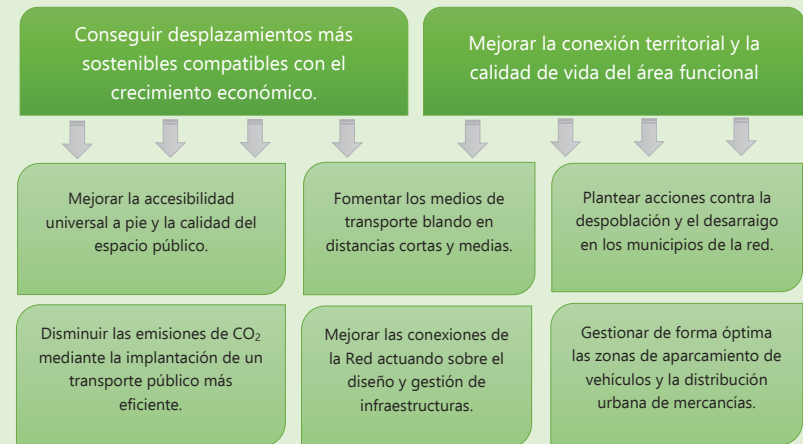 Conseguir desplazamientos más
sostenibles compatibles con el
crecimiento económico.
Mejorar la conexión territorial y la
calidad de vida del área funcional
Mejorar la accesibilidad
universal a pie y la calidad del
espacio público.
Fomentar los medios de
transporte blando en
distancias cortas y medias.
Plantear acciones contra la
despoblación y el desarraigo
en los municipios de la red.
Disminuir las emisiones de CO₂
mediante la implantación de un
transporte público más
eficiente.
Mejorar las conexiones de
la Red actuando sobre el
diseño y gestión de
infraestructuras.
Gestionar de forma óptima
las zonas de aparcamiento de
vehículos y la distribución
urbana de mercancías.